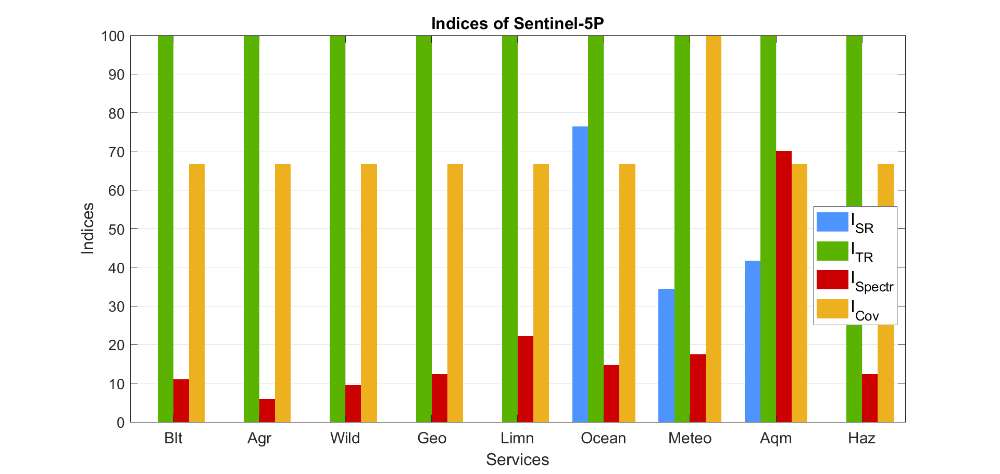 Indices of Sentinel-5P
100
90
80
70
60
50
40
30
20
10
0
Indices
I_SR
I_TR
I_Spectr
I_Cov
Blt Agr Wild Geo Limn Ocean Meteo Aqm Haz
Services